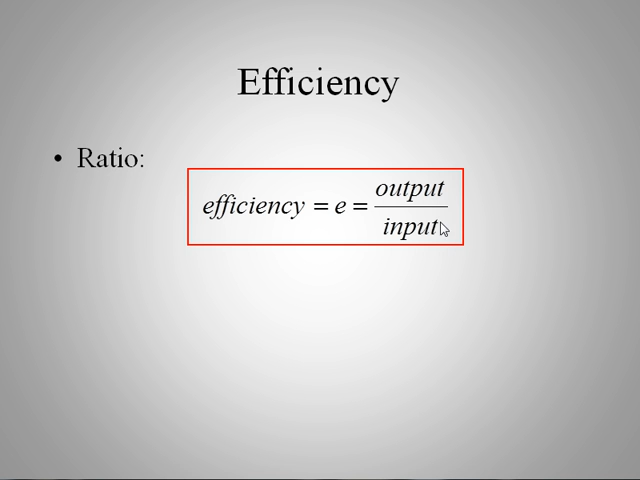 Efficiency
• Ratio:
efficiency = e = output / input